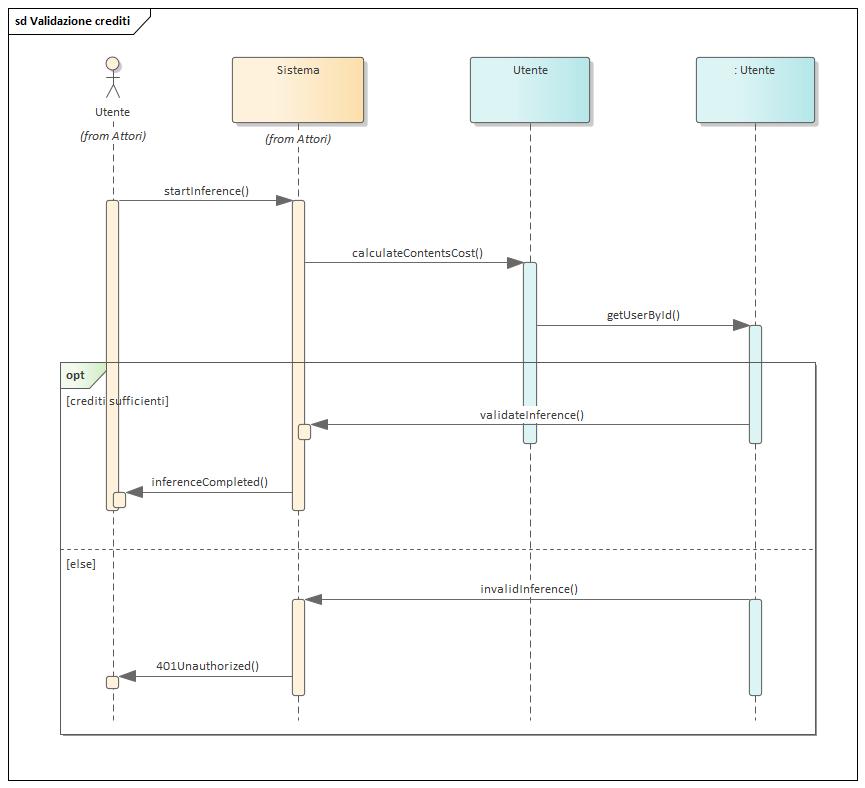 sd Validazione crediti
Sistema
Utente
: Utente
Utente
(from Attori)
(from Attori)
startInference()
calculateContentsCost()
getUserById()
opt
[crediti sufficienti]
validateInference()
inferenceCompleted()
[else]
invalidInference()
401Unauthorized()